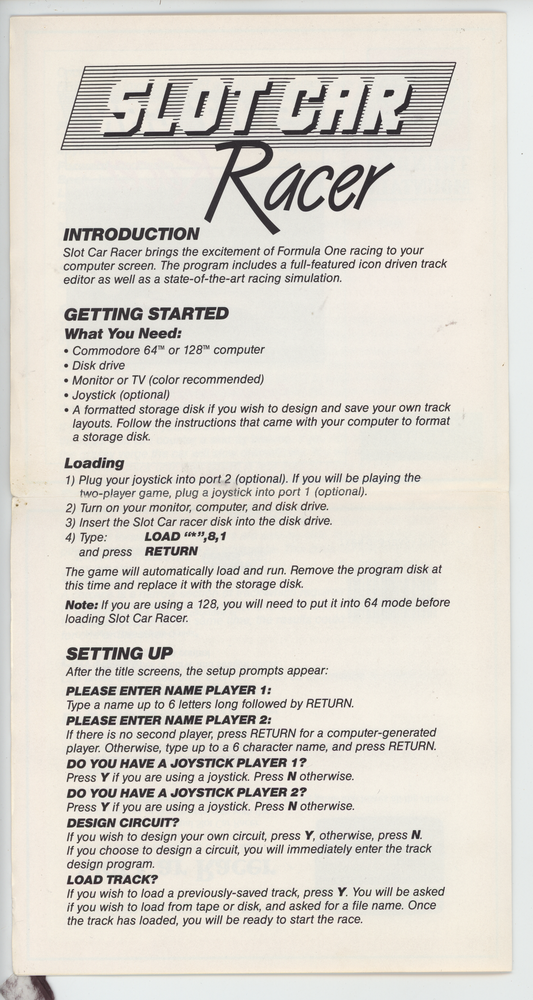 SLOT CAR
Racer
INTRODUCTION
Slot Car Racer brings the excitement of Formula One racing to your
computer screen. The program includes a full-featured icon driven track
editor as well as a state-of-the-art racing simulation.
GETTING STARTED
What You Need:
• Commodore 64™ or 128™ computer
• Disk drive
• Monitor or TV (color recommended)
• Joystick (optional)
• A formatted storage disk if you wish to design and save your own track
layouts. Follow the instructions that came with your computer to format
a storage disk.
Loading
1) Plug your joystick into port 2 (optional). If you will be playing the
two-player game, plug a joystick into port 1 (optional).
2) Turn on your monitor, computer, and disk drive.
3) Insert the Slot Car racer disk into the disk drive.
4) Type: LOAD “*”,8,1
and press RETURN
The game will automatically load and run. Remove the program disk at
this time and replace it with the storage disk.
Note: If you are using a 128, you will need to put it into 64 mode before
loading Slot Car Racer.
SETTING UP
After the title screens, the setup prompts appear:
PLEASE ENTER NAME PLAYER 1:
Type a name up to 6 letters long followed by RETURN.
PLEASE ENTER NAME PLAYER 2:
If there is no second player, press RETURN for a computer-generated
player. Otherwise, type up to a 6 character name, and press RETURN.
DO YOU HAVE A JOYSTICK PLAYER 1?
Press Y if you are using a joystick. Press N otherwise.
DO YOU HAVE A JOYSTICK PLAYER 2?
Press Y if you are using a joystick. Press N otherwise.
DESIGN CIRCUIT?
If you wish to design your own circuit, press Y, otherwise, press N.
If you choose to design a circuit, you will immediately enter the track
design program.
LOAD TRACK?
If you wish to load a previously-saved track, press Y. You will be asked
if you wish to load from tape or disk, and asked for a file name. Once
the track has loaded, you will be ready to start the race.